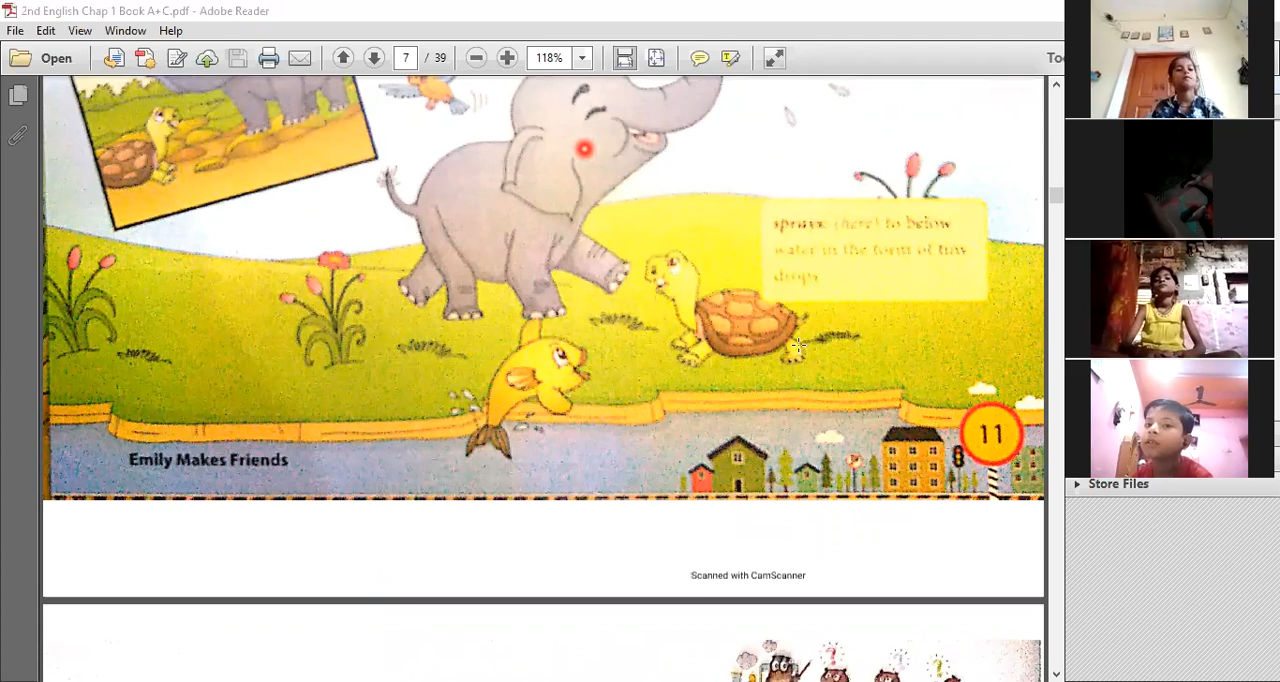 2nd English Chap 1 Book A+C.pdf - Adobe Reader
File Edit View Window Help
Open 7 / 39 118% To
sprays: (here) to below
water in the form of tiny
drops
11
Emily Makes Friends
Store Files
Scanned with CamScanner